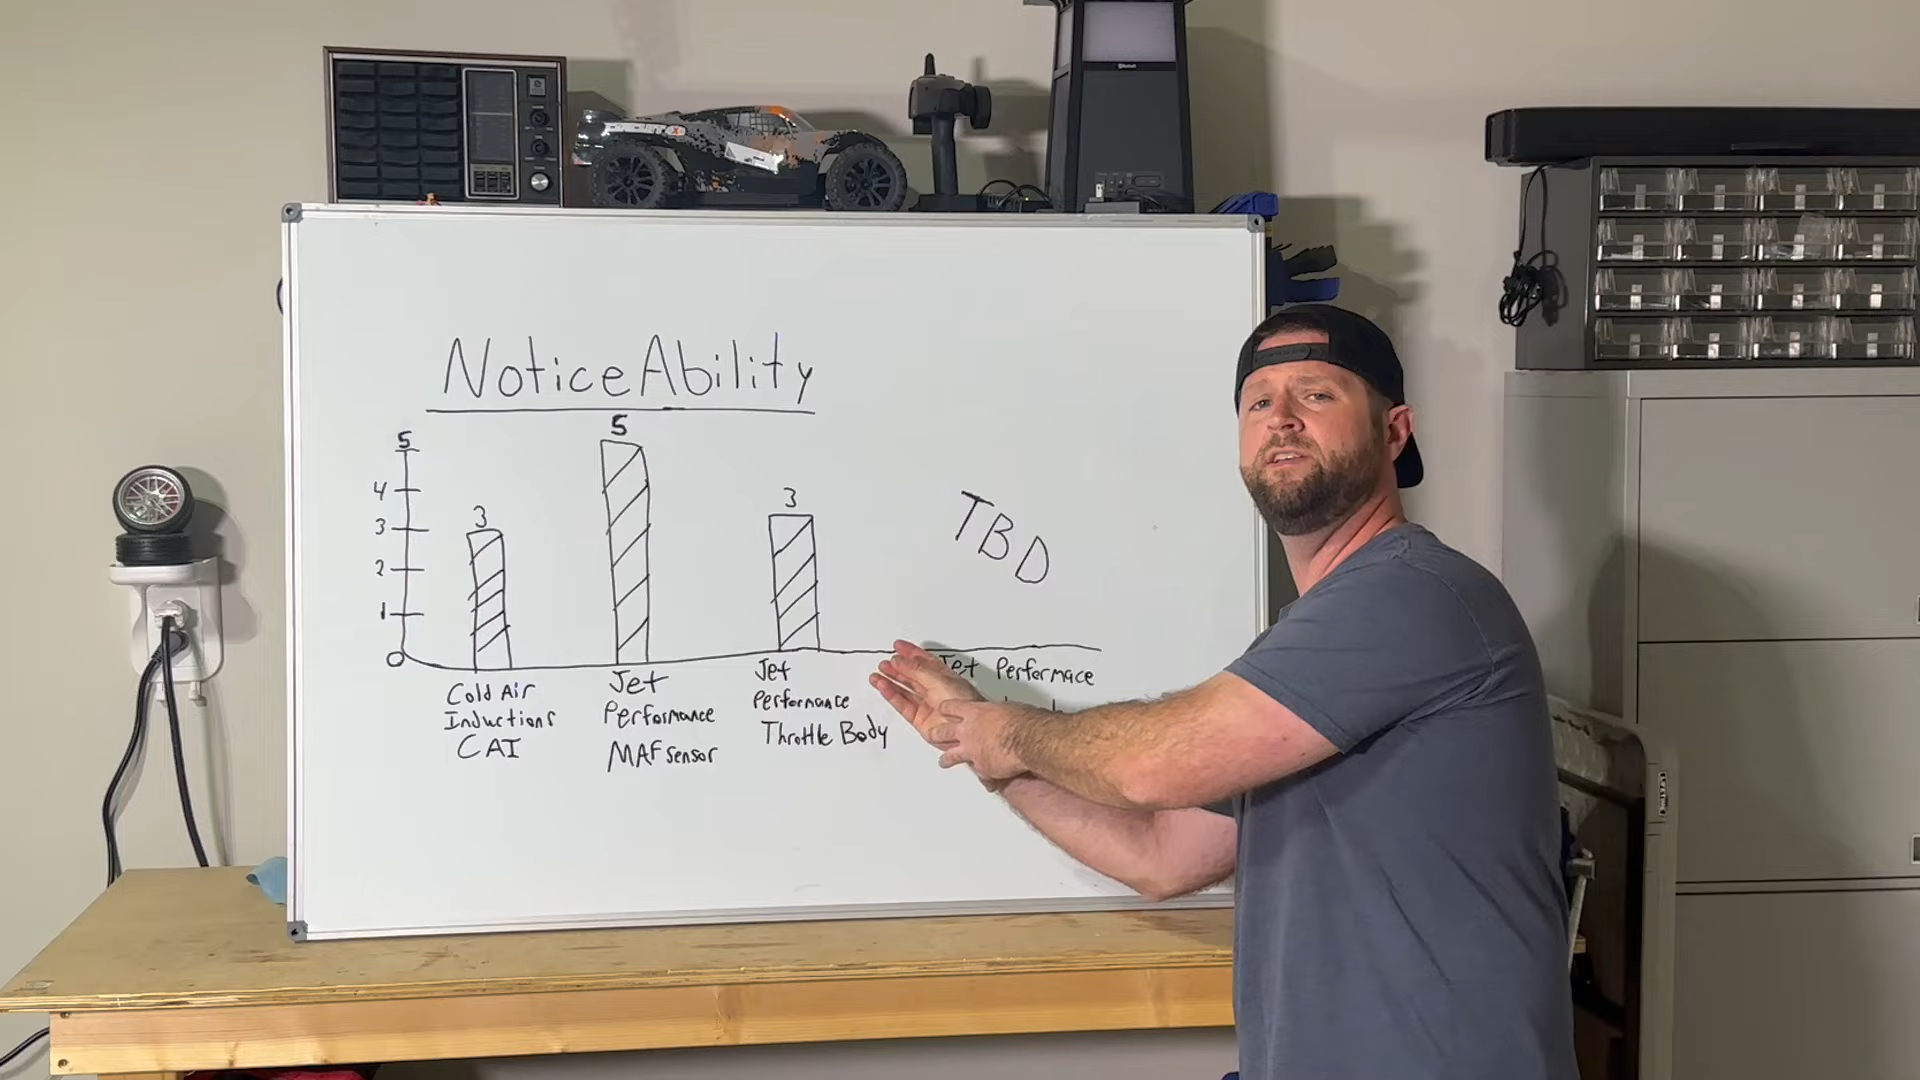 NoticeAbility
5
4
3
2
1
0
3
5
3
TBD
Cold Air
Inductions
CAI
Jet
Performance
MAF Sensor
Jet
Performance
Throttle Body
Jet Performace